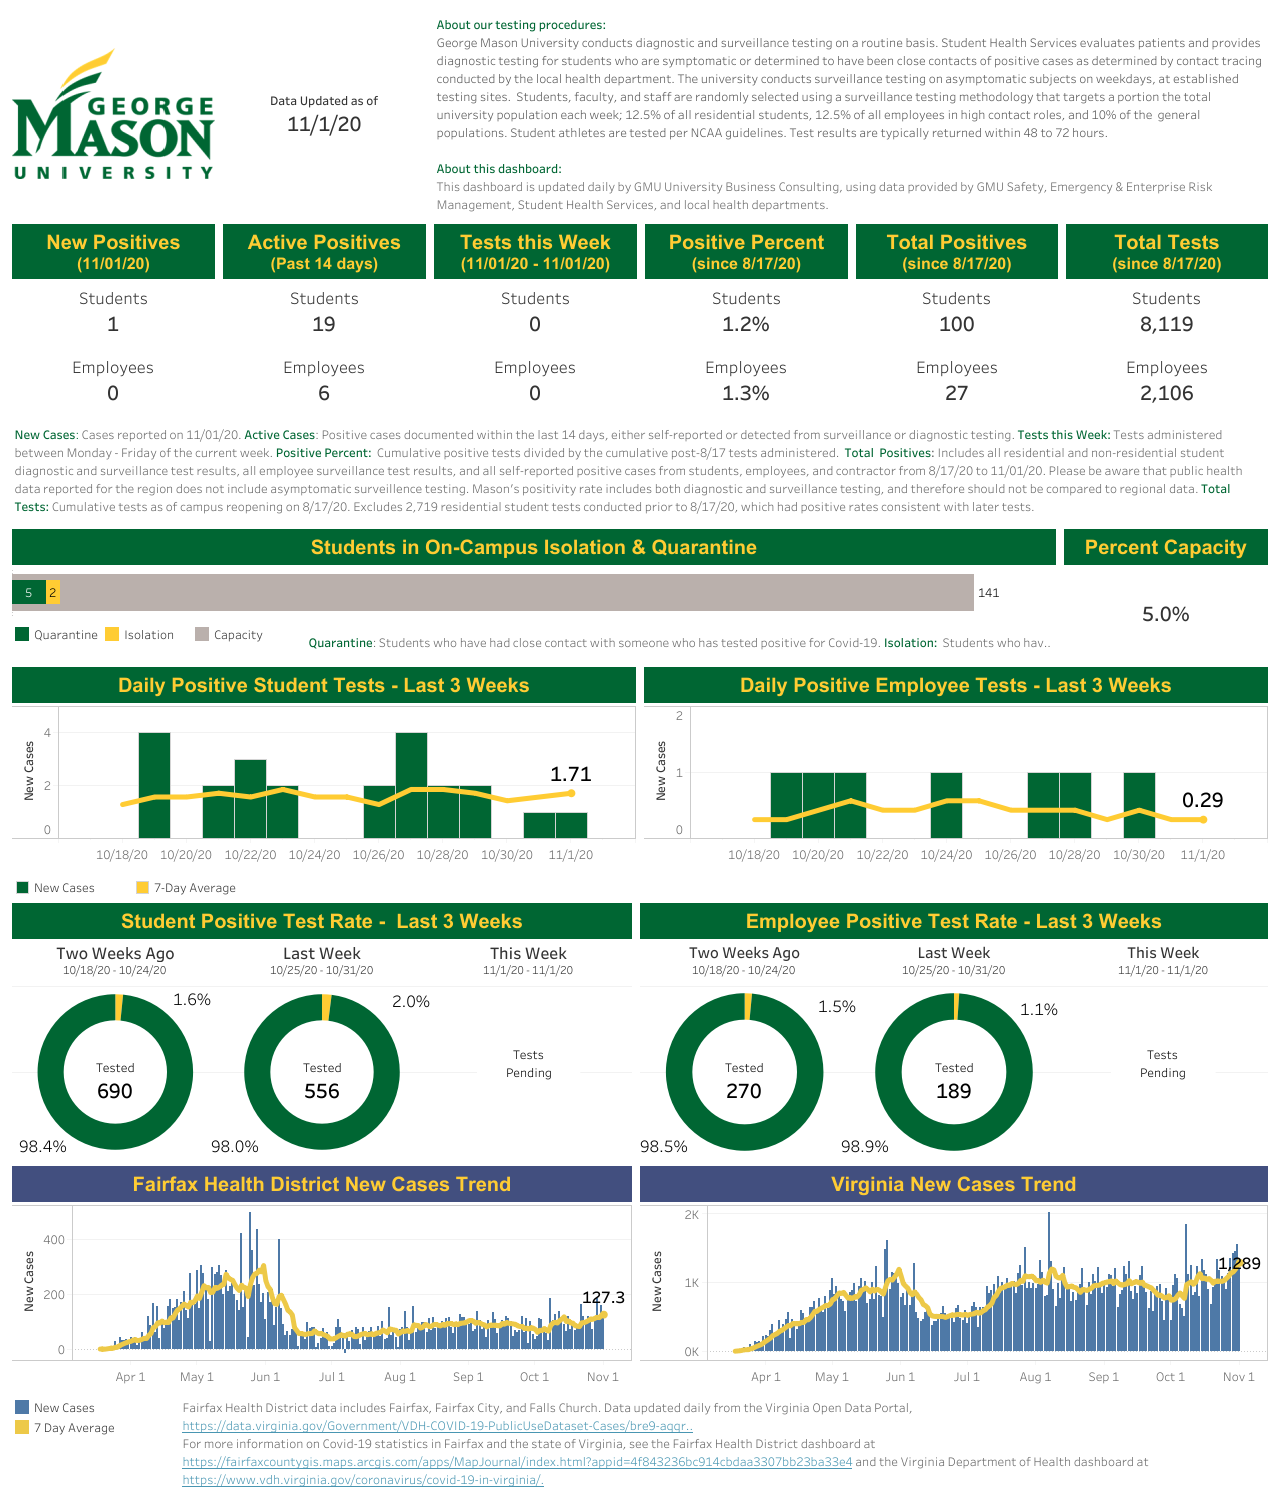 GEORGE
MASON
UNIVERSITY
Data Updated as of
11/1/20
About our testing procedures:
George Mason University conducts diagnostic and surveillance testing on a routine basis. Student Health Services evaluates patients and provides
diagnostic testing for students who are symptomatic or determined to have been close contacts of positive cases as determined by contact tracing
conducted by the local health department. The university conducts surveillance testing on asymptomatic subjects on weekdays, at established
testing sites.  Students, faculty, and staff are randomly selected using a surveillance testing methodology that targets a portion the total
university population each week; 12.5% of all residential students, 12.5% of all employees in high contact roles, and 10% of the  general
populations. Student athletes are tested per NCAA guidelines. Test results are typically returned within 48 to 72 hours.
About this dashboard:
This dashboard is updated daily by GMU University Business Consulting, using data provided by GMU Safety, Emergency & Enterprise Risk
Management, Student Health Services, and local health departments.
New Positives
(11/01/20)
Active Positives
(Past 14 days)
Tests this Week
(11/01/20 - 11/01/20)
Positive Percent
(since 8/17/20)
Total Positives
(since 8/17/20)
Total Tests
(since 8/17/20)
Students Students Students Students Students Students
1 19 0 1.2% 100 8,119
Employees Employees Employees Employees Employees Employees
0 6 0 1.3% 27 2,106
New Cases: Cases reported on 11/01/20. Active Cases: Positive cases documented within the last 14 days, either self-reported or detected from surveillance or diagnostic testing. Tests this Week: Tests administered
between Monday - Friday of the current week. Positive Percent:  Cumulative positive tests divided by the cumulative post-8/17 tests administered.  Total  Positives: Includes all residential and non-residential student
diagnostic and surveillance test results, all employee surveillance test results, and all self-reported positive cases from students, employees, and contractor from 8/17/20 to 11/01/20. Please be aware that public health
data reported for the region does not include asymptomatic surveillence testing. Mason's positivity rate includes both diagnostic and surveillance testing, and therefore should not be compared to regional data. Total
Tests: Cumulative tests as of campus reopening on 8/17/20. Excludes 2,719 residential student tests conducted prior to 8/17/20, which had positive rates consistent with later tests.
Students in On-Campus Isolation & Quarantine
Percent Capacity
5 2 141
5.0%
Quarantine Isolation Capacity
Quarantine: Students who have had close contact with someone who has tested positive for Covid-19. Isolation:  Students who hav..
Daily Positive Student Tests - Last 3 Weeks
New Cases
4
2
0
1.71
10/18/20 10/20/20 10/22/20 10/24/20 10/26/20 10/28/20 10/30/20 11/1/20
Daily Positive Employee Tests - Last 3 Weeks
New Cases
2
1
0
0.29
10/18/20 10/20/20 10/22/20 10/24/20 10/26/20 10/28/20 10/30/20 11/1/20
New Cases 7-Day Average
Student Positive Test Rate -  Last 3 Weeks
Two Weeks Ago Last Week This Week
10/18/20 - 10/24/20 10/25/20 - 10/31/20 11/1/20 - 11/1/20
1.6% 2.0%
Tested Tested
690 556
Tests
Pending
98.4% 98.0%
Employee Positive Test Rate - Last 3 Weeks
Two Weeks Ago Last Week This Week
10/18/20 - 10/24/20 10/25/20 - 10/31/20 11/1/20 - 11/1/20
1.5% 1.1%
Tested Tested
270 189
Tests
Pending
98.5% 98.9%
Fairfax Health District New Cases Trend
New Cases
400
200
0
127.3
Apr 1 May 1 Jun 1 Jul 1 Aug 1 Sep 1 Oct 1 Nov 1
Virginia New Cases Trend
New Cases
2K
1K
0K
1,289
Apr 1 May 1 Jun 1 Jul 1 Aug 1 Sep 1 Oct 1 Nov 1
New Cases
7 Day Average
Fairfax Health District data includes Fairfax, Fairfax City, and Falls Church. Data updated daily from the Virginia Open Data Portal,
https://data.virginia.gov/Government/VDH-COVID-19-PublicUseDataset-Cases/bre9-aqqr..
For more information on Covid-19 statistics in Fairfax and the state of Virginia, see the Fairfax Health District dashboard at
https://fairfaxcountygis.maps.arcgis.com/apps/MapJournal/index.html?appid=4f843236bc914cbdaa3307bb23ba33e4 and the Virginia Department of Health dashboard at
https://www.vdh.virginia.gov/coronavirus/covid-19-in-virginia/.